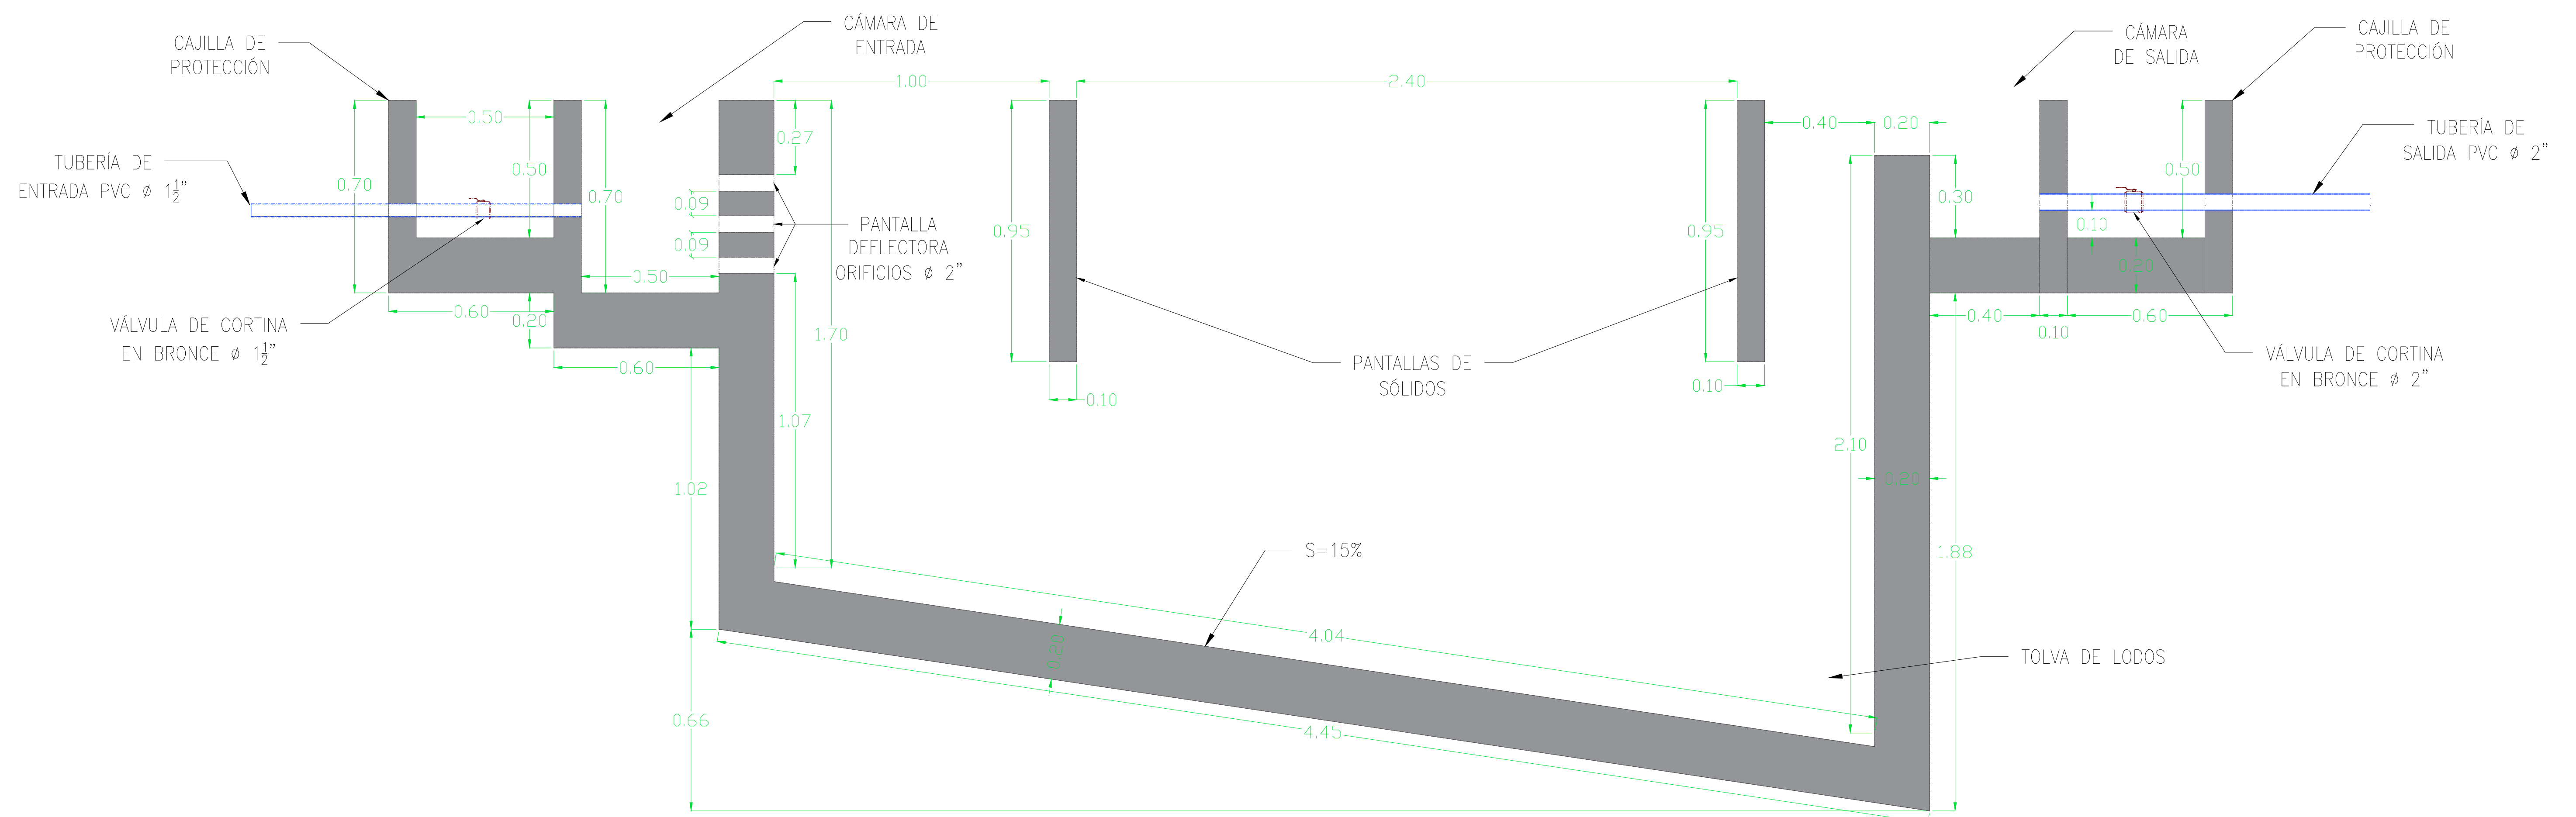 CÁMARA DE
ENTRADA
CAJILLA DE
PROTECCIÓN
CÁMARA
DE SALIDA
CAJILLA DE
PROTECCIÓN
1.00
2.40
0.50
0.27
0.40
0.20
TUBERÍA DE
ENTRADA PVC ø 1½"
0.70
0.50
0.70
0.09
0.09
PANTALLA
DEFLECTORA
ORIFICIOS ø 2"
0.95
0.95
0.30
0.50
0.10
0.20
TUBERÍA DE
SALIDA PVC ø 2"
0.50
0.60
0.20
0.60
VÁLVULA DE CORTINA
EN BRONCE ø 1½"
1.70
PANTALLAS DE
SÓLIDOS
0.10
0.10
0.40
0.10
0.60
VÁLVULA DE CORTINA
EN BRONCE ø 2"
1.07
1.02
2.10
0.20
1.88
S=15%
4.04
0.20
TOLVA DE LODOS
0.66
4.45